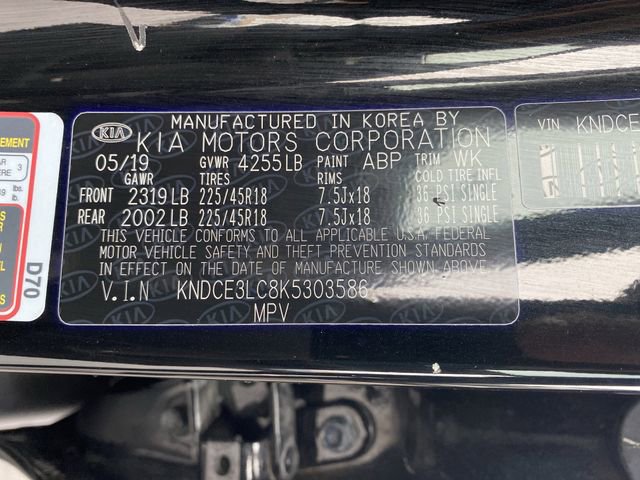 MANUFACTURED IN KOREA BY
KIA KIA MOTORS CORPORATION
05/19 GVWR 4255LB PAINT ABP TRIM WK
GAWR TIRES RIMS COLD TIRE INFL
FRONT 2319LB 225/45R18 7.5Jx18 36 PSI SINGLE
REAR 2002LB 225/45R18 7.5Jx18 36 PSI SINGLE
THIS VEHICLE CONFORMS TO ALL APPLICABLE U.S.A. FEDERAL
MOTOR VEHICLE SAFETY AND THEFT PREVENTION STANDARDS
IN EFFECT ON THE DATE OF MANUFACTURE SHOWN ABOVE.
V.I.N KNDCE3LC8K5303586
MPV
VIN KNDCE
D70